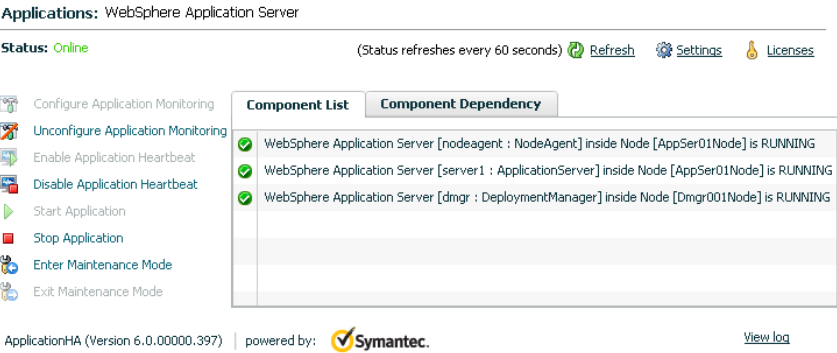 Applications: WebSphere Application Server
Status: Online
(Status refreshes every 60 seconds) Refresh Settings Licenses
Configure Application Monitoring
Unconfigure Application Monitoring
Enable Application Heartbeat
Disable Application Heartbeat
Start Application
Stop Application
Enter Maintenance Mode
Exit Maintenance Mode
Component List Component Dependency
WebSphere Application Server [nodeagent : NodeAgent] inside Node [AppSer01Node] is RUNNING
WebSphere Application Server [server1 : ApplicationServer] inside Node [AppSer01Node] is RUNNING
WebSphere Application Server [dmgr : DeploymentManager] inside Node [Dmgr001Node] is RUNNING
ApplicationHA (Version 6.0.00000.397) powered by: Symantec. View log